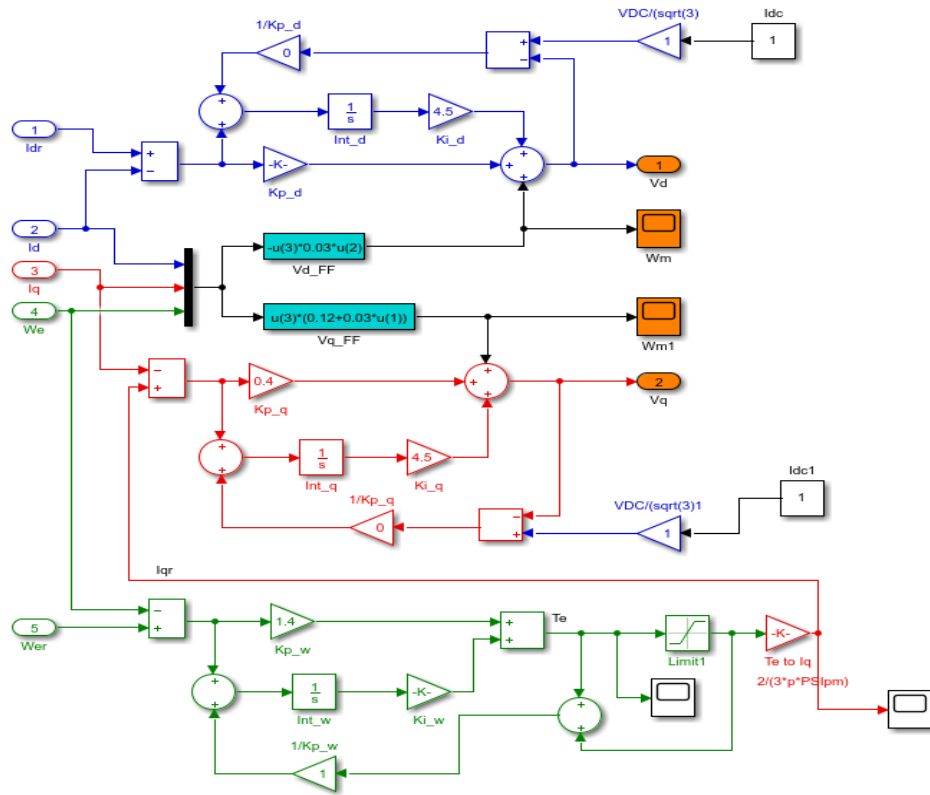 VDC/(sqrt(3)
Idc
1/Kp_d
0
+
−
1
1
+
+
1/s
Int_d
4.5
Ki_d
1
Idr
+
−
-K-
Kp_d
+
+
+
1
Vd
2
Id
-u(3)*0.03*u(2)
Vd_FF
Wm
3
Iq
4
We
u(3)*(0.12+0.03*u(1))
Vq_FF
Wm1
−
+
0.4
Kp_q
+
+
+
2
Vq
+
+
1/s
Int_q
4.5
Ki_q
1/Kp_q
0
−
+
VDC/(sqrt(3)1
1
Idc1
1
Iqr
5
Wer
−
+
1.4
Kp_w
+
+
Te
Limit1
-K-
Te to Iq
2/(3*p*PSIpm)
+
+
1/s
Int_w
-K-
Ki_w
+
+
1/Kp_w
1